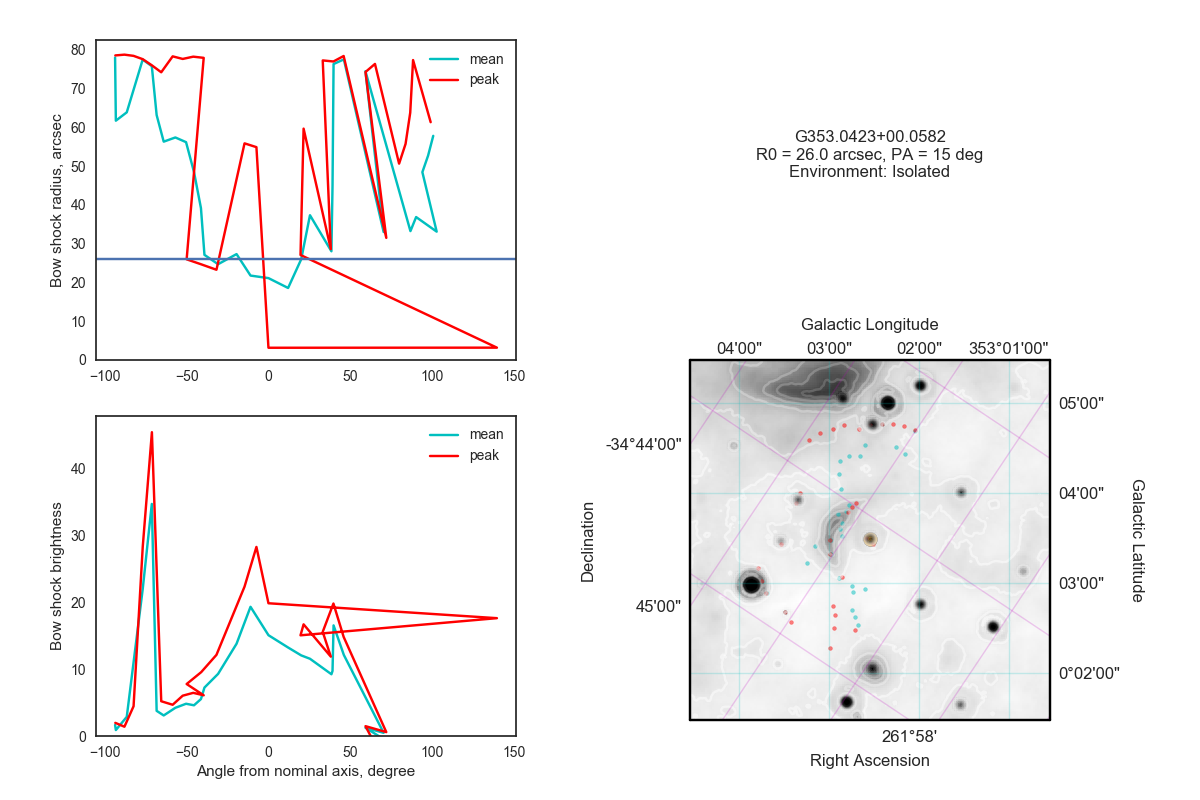 80
70
60
50
40
30
20
10
0
Bow shock radius, arcsec
mean
peak
−100
−50
0
50
100
150
G353.0423+00.0582
R0 = 26.0 arcsec, PA = 15 deg
Environment: Isolated
40
30
20
10
0
Bow shock brightness
mean
peak
−100
−50
0
50
100
150
Angle from nominal axis, degree
Galactic Longitude
04'00"
03'00"
02'00"
353°01'00"
-34°44'00"
45'00"
Declination
05'00"
04'00"
03'00"
0°02'00"
Galactic Latitude
261°58'
Right Ascension